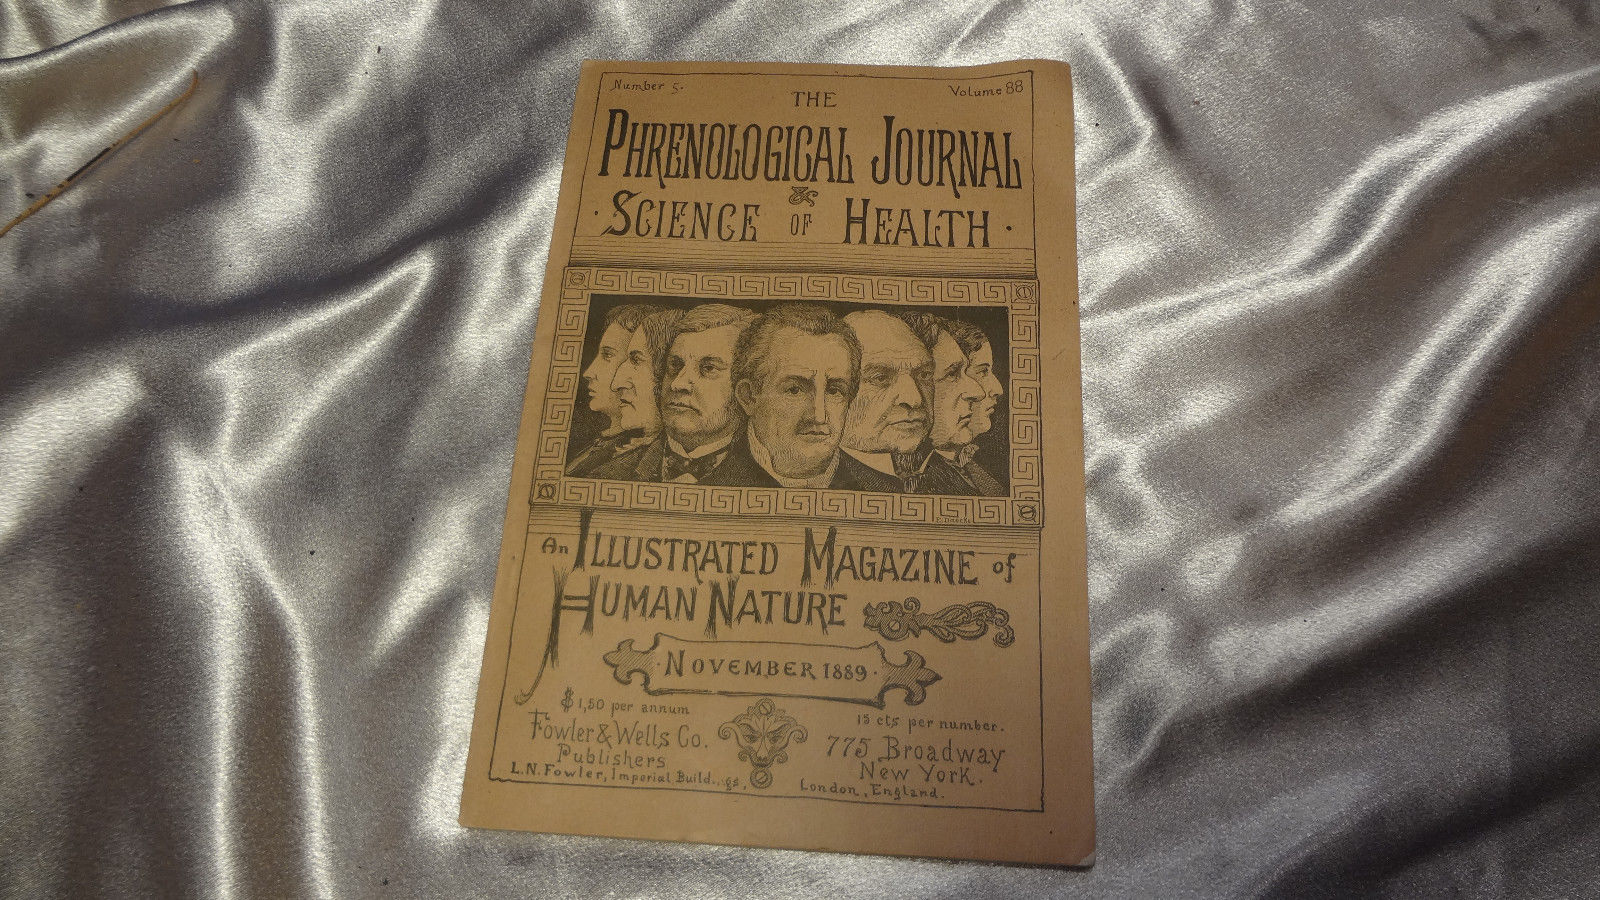 Number 5.
Volume 88
THE
PHRENOLOGICAL JOURNAL
&
· SCIENCE OF HEALTH ·
An ILLUSTRATED MAGAZINE of
HUMAN NATURE
· NOVEMBER 1889 ·
$1,50 per annum
15 cts per number.
Fowler & Wells Co.
775 Broadway
Publishers
New York.
L.N. Fowler, Imperial
London, England.